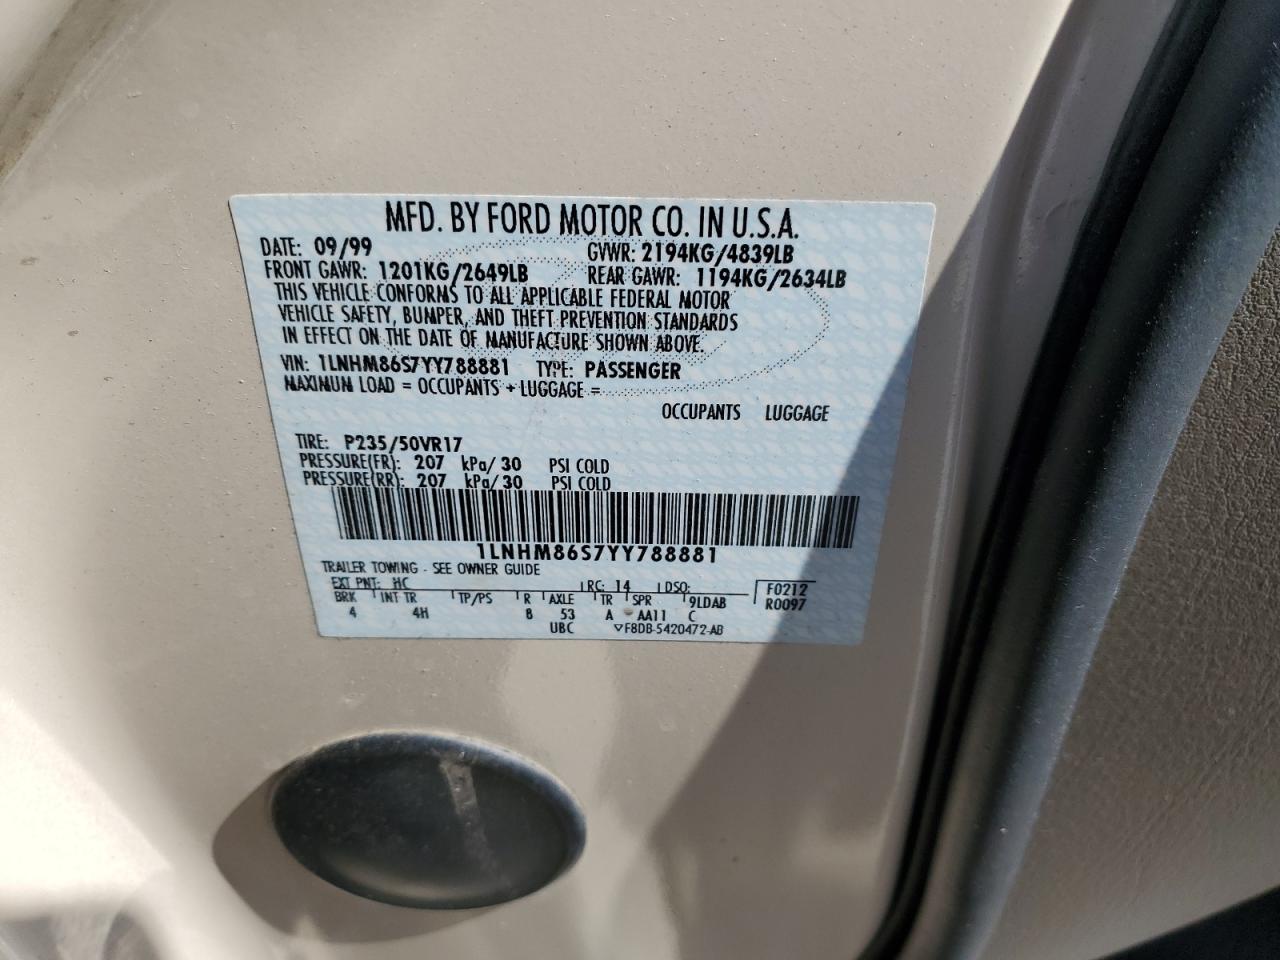 MFD. BY FORD MOTOR CO. IN U.S.A.
DATE: 09/99 GVWR: 2194KG/4839LB
FRONT GAWR: 1201KG/2649LB REAR GAWR: 1194KG/2634LB
THIS VEHICLE CONFORMS TO ALL APPLICABLE FEDERAL MOTOR
VEHICLE SAFETY, BUMPER, AND THEFT PREVENTION STANDARDS
IN EFFECT ON THE DATE OF MANUFACTURE SHOWN ABOVE.
VIN: 1LNHM86S7YY788881 TYPE: PASSENGER
MAXIMUM LOAD = OCCUPANTS + LUGGAGE =
OCCUPANTS LUGGAGE
TIRE: P235/50VR17
PRESSURE(FR): 207 kPa/ 30 PSI COLD
PRESSURE(RR): 207 kPa/ 30 PSI COLD
1LNHM86S7YY788881
TRAILER TOWING - SEE OWNER GUIDE
EXT PNT: HC RC: 14 DSO: F0212
BRK INT TR TP/PS R AXLE TR SPR 9LDAB R0097
4 4H 8 53 A AA11 C
UBC F8DB-5420472-AB